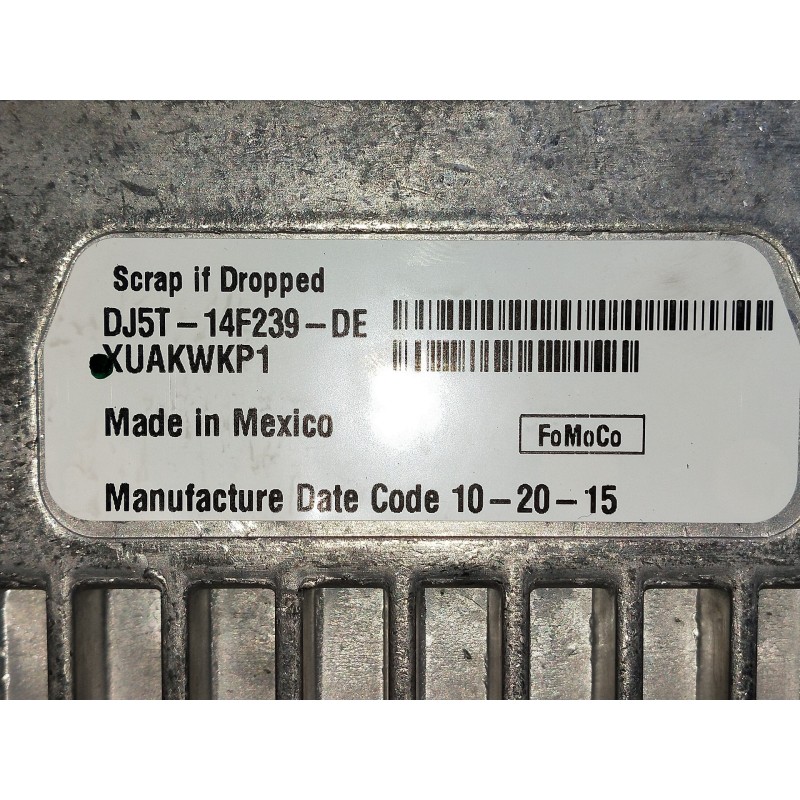 Scrap if Dropped
DJ5T-14F239-DE
XUAKWKP1
Made in Mexico
FoMoCo
Manufacture Date Code 10-20-15